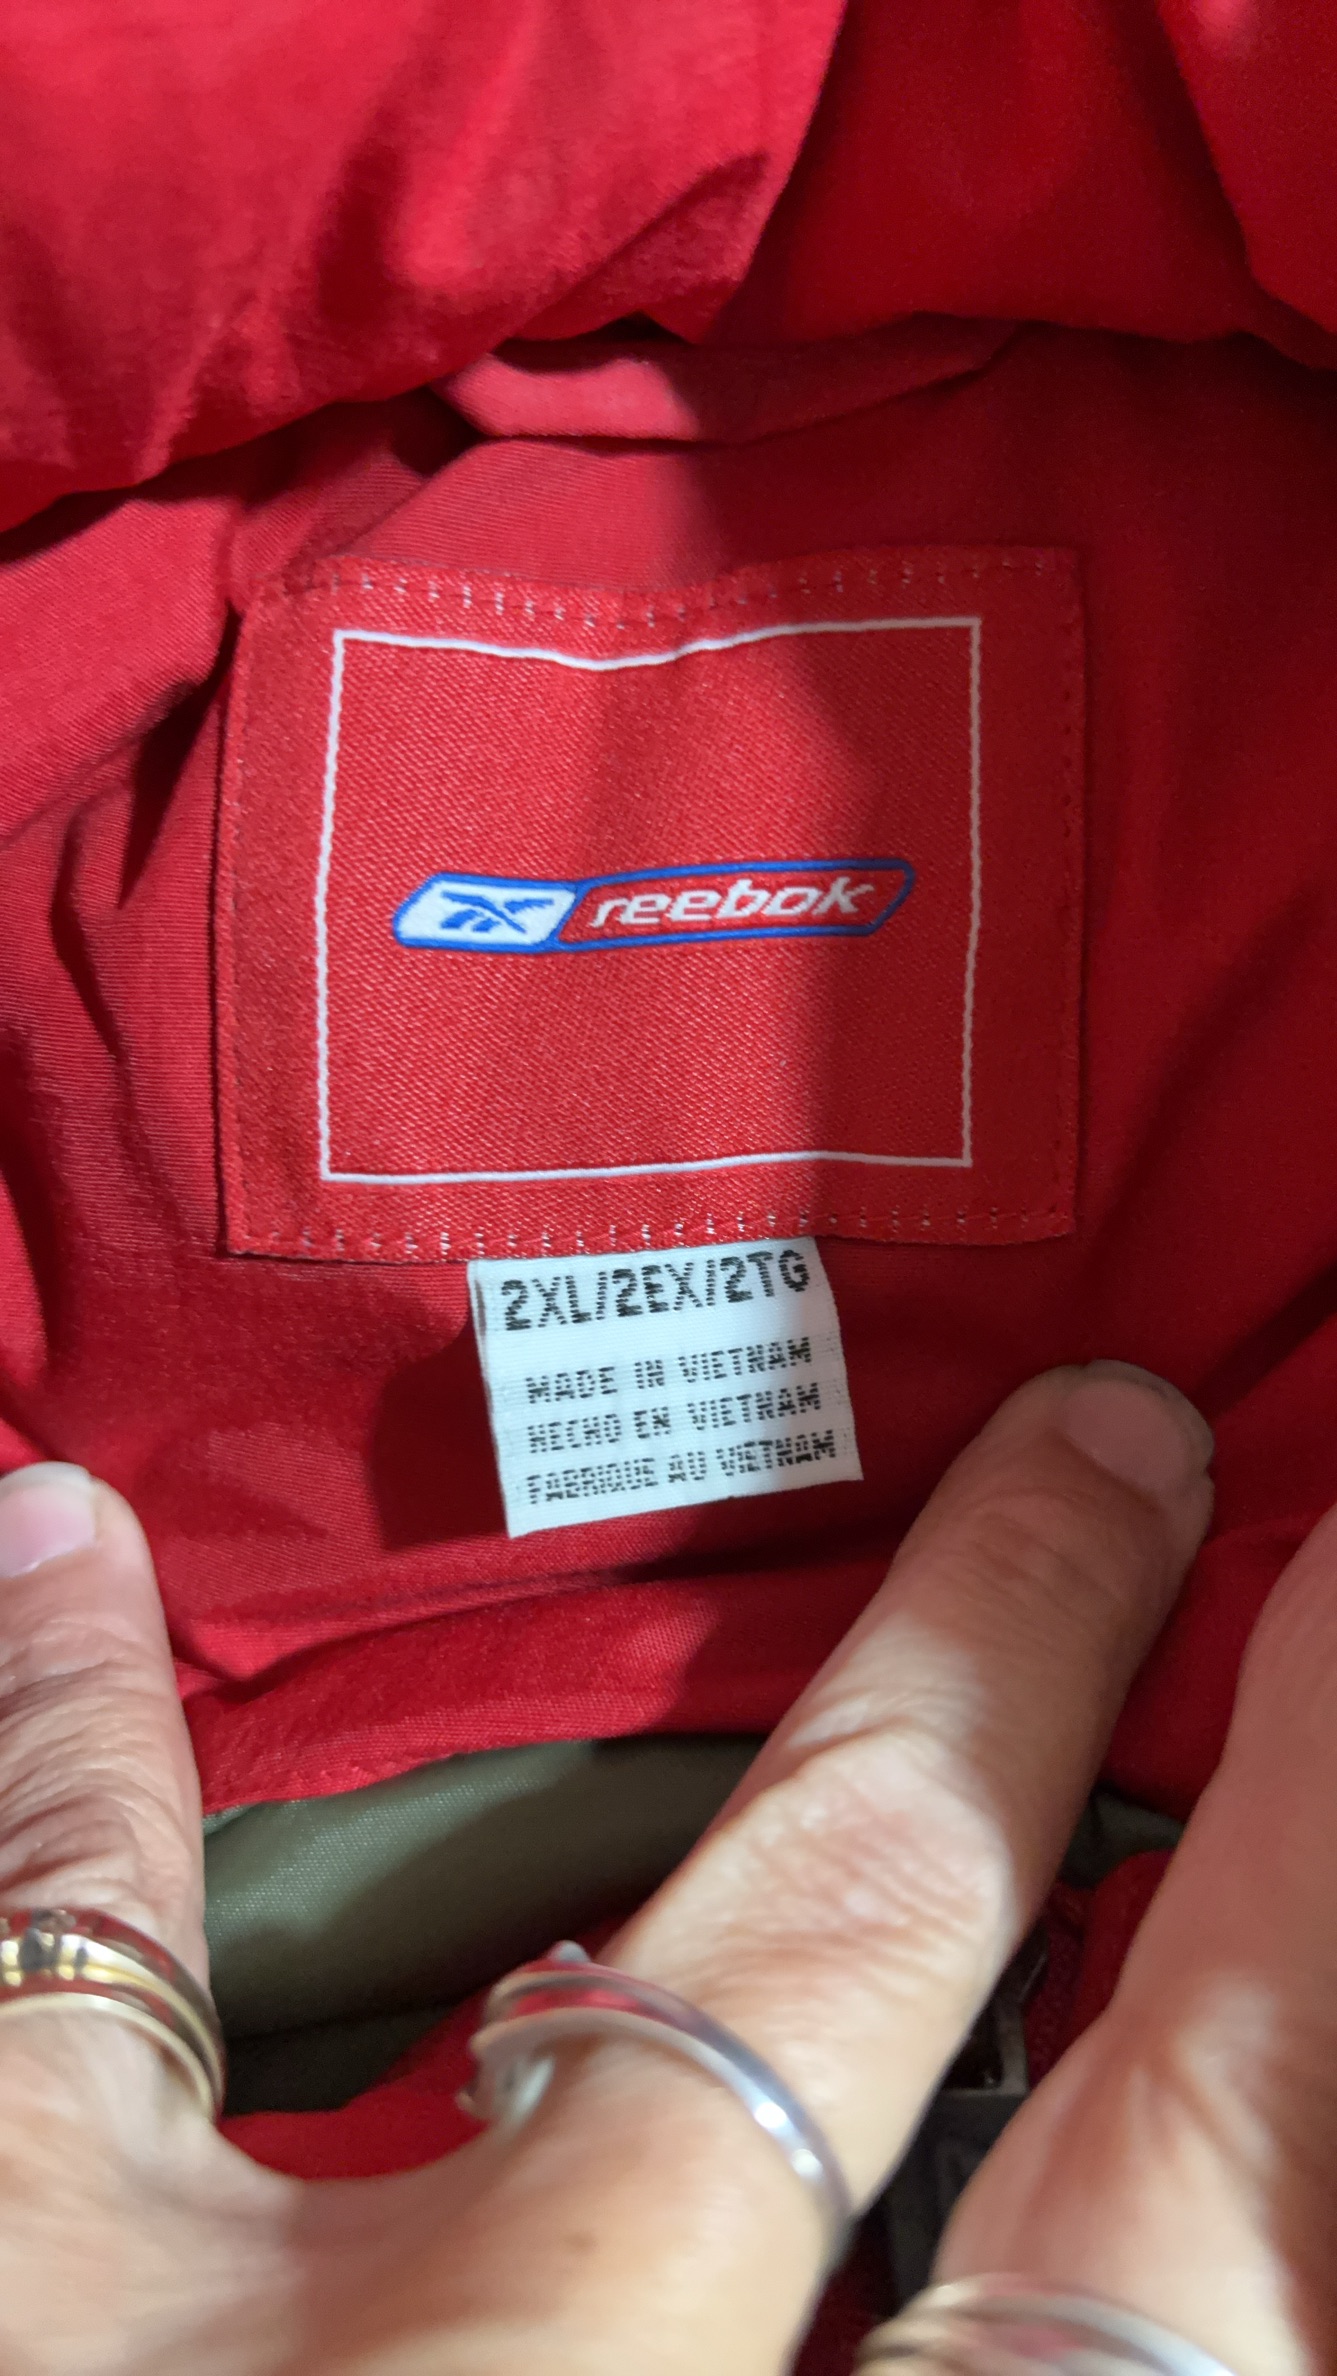 reebok
2XL/2EX/2TG
MADE IN VIETNAM
HECHO EN VIETNAM
FABRIQUE AU VIETNAM